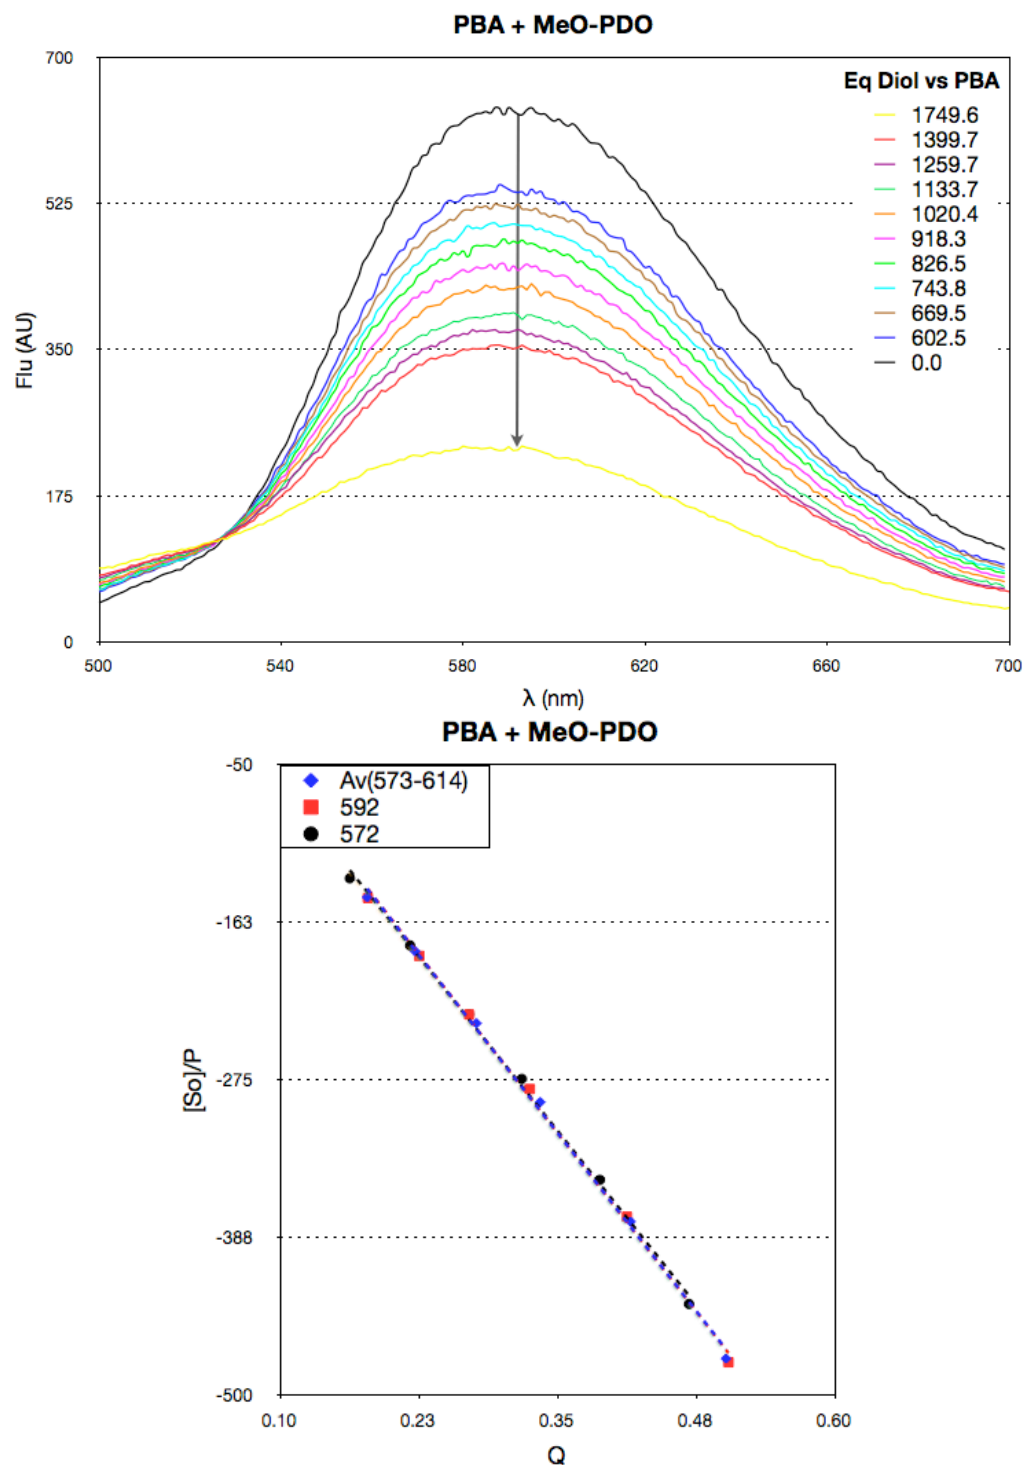 PBA + MeO-PDO
700
525
350
175
0
Flu (AU)
Eq Diol vs PBA
1749.6
1399.7
1259.7
1133.7
1020.4
918.3
826.5
743.8
669.5
602.5
0.0
500 540 580 620 660 700
λ (nm)
PBA + MeO-PDO
-50
-163
-275
-388
-500
[So]/P
Av(573-614)
592
572
0.10 0.23 0.35 0.48 0.60
Q